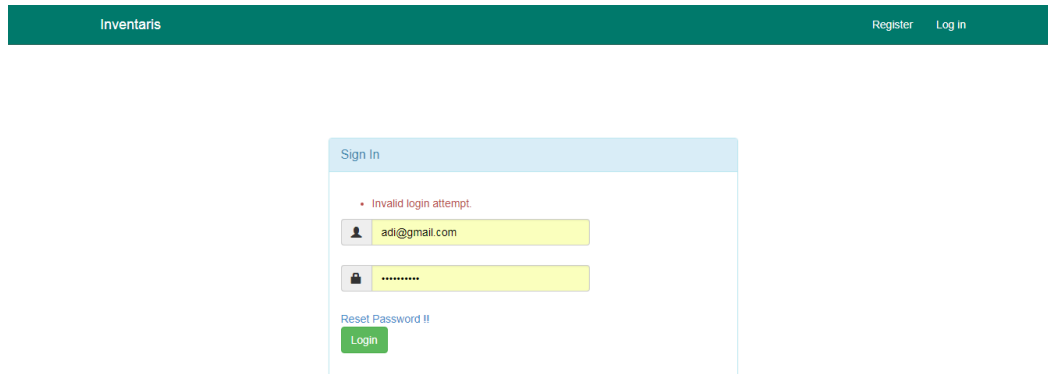 Inventaris Register Log in
Sign In
Invalid login attempt.
adi@gmail.com
••••••••••
Reset Password !!
Login